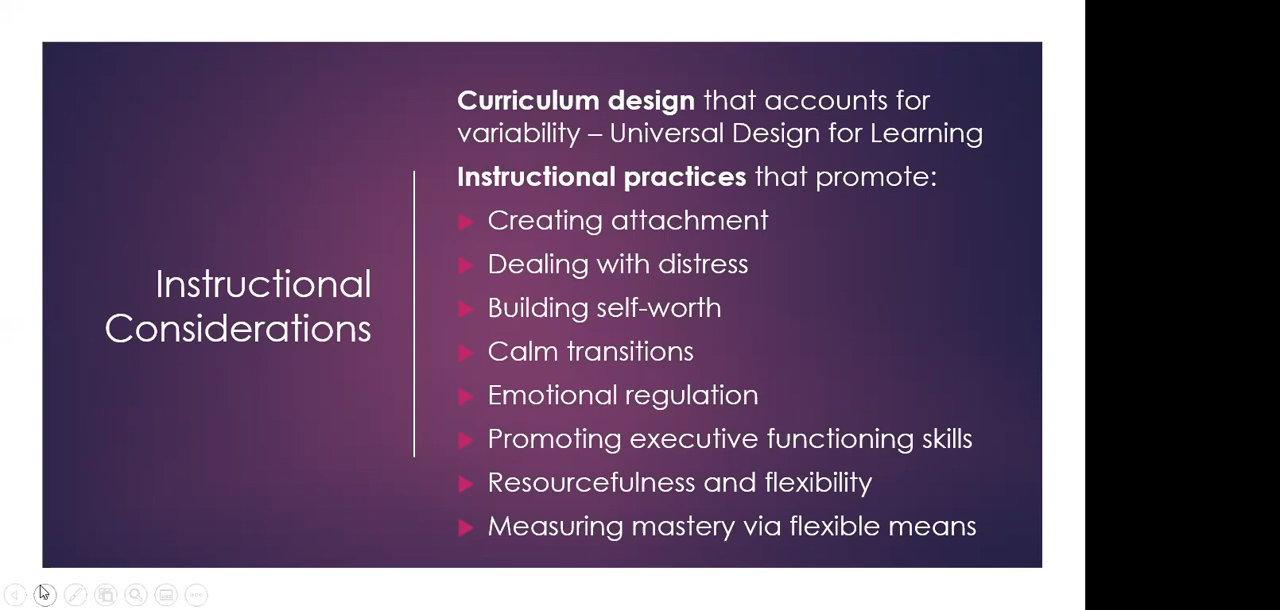 Instructional
Considerations
Curriculum design that accounts for
variability – Universal Design for Learning
Instructional practices that promote:
Creating attachment
Dealing with distress
Building self-worth
Calm transitions
Emotional regulation
Promoting executive functioning skills
Resourcefulness and flexibility
Measuring mastery via flexible means